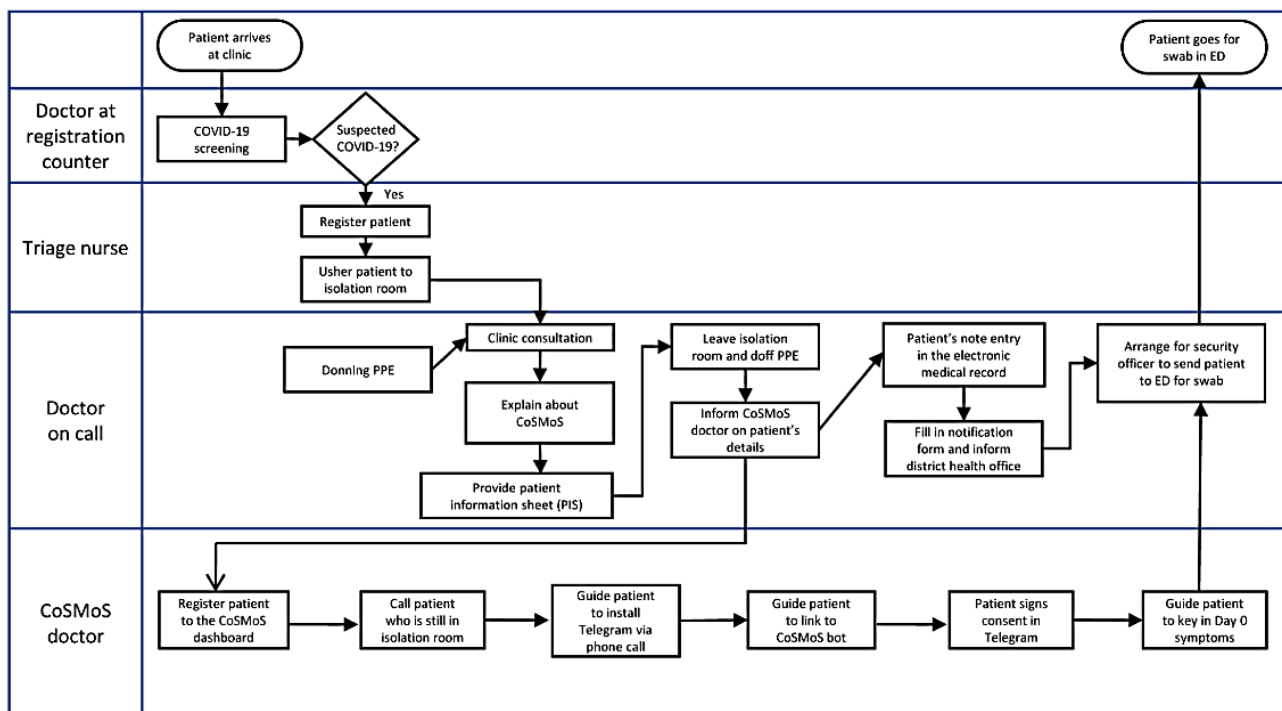 Patient arrives
at clinic
Patient goes for
swab in ED
Doctor at
registration
counter
COVID-19
screening
Suspected
COVID-19?
Yes
Triage nurse
Register patient
Usher patient to
isolation room
Doctor
on call
Donning PPE
Clinic consultation
Explain about
CoSMoS
Provide patient
information sheet (PIS)
Leave isolation
room and doff PPE
Inform CoSMoS
doctor on patient's
details
Patient's note entry
in the electronic
medical record
Fill in notification
form and inform
district health office
Arrange for security
officer to send patient
to ED for swab
CoSMoS
doctor
Register patient
to the CoSMoS
dashboard
Call patient
who is still in
isolation room
Guide patient
to install
Telegram via
phone call
Guide patient
to link to
CoSMoS bot
Patient signs
consent in
Telegram
Guide patient
to key in Day 0
symptoms